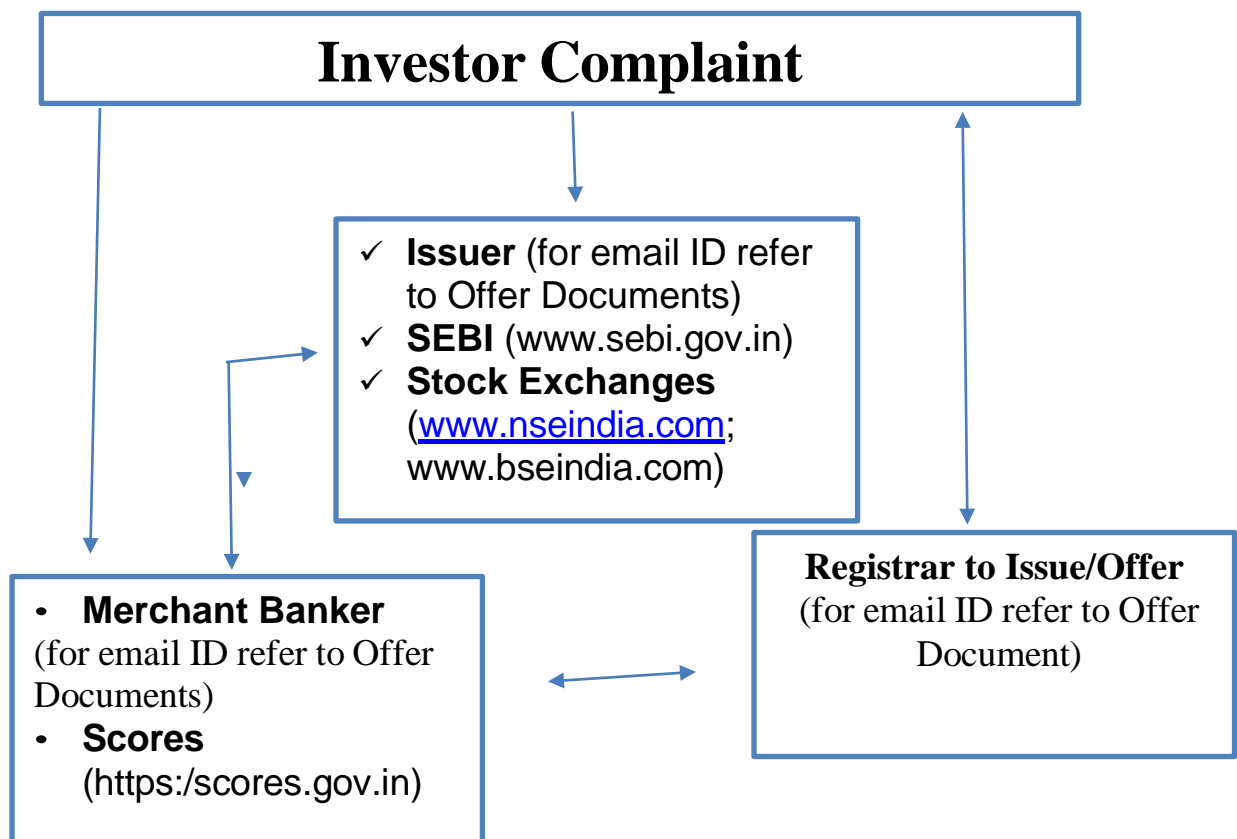 Investor Complaint
✓ Issuer (for email ID refer
to Offer Documents)
✓ SEBI (www.sebi.gov.in)
✓ Stock Exchanges
(www.nseindia.com;
www.bseindia.com)
• Merchant Banker
(for email ID refer to Offer
Documents)
• Scores
(https:/scores.gov.in)
Registrar to Issue/Offer
(for email ID refer to Offer
Document)